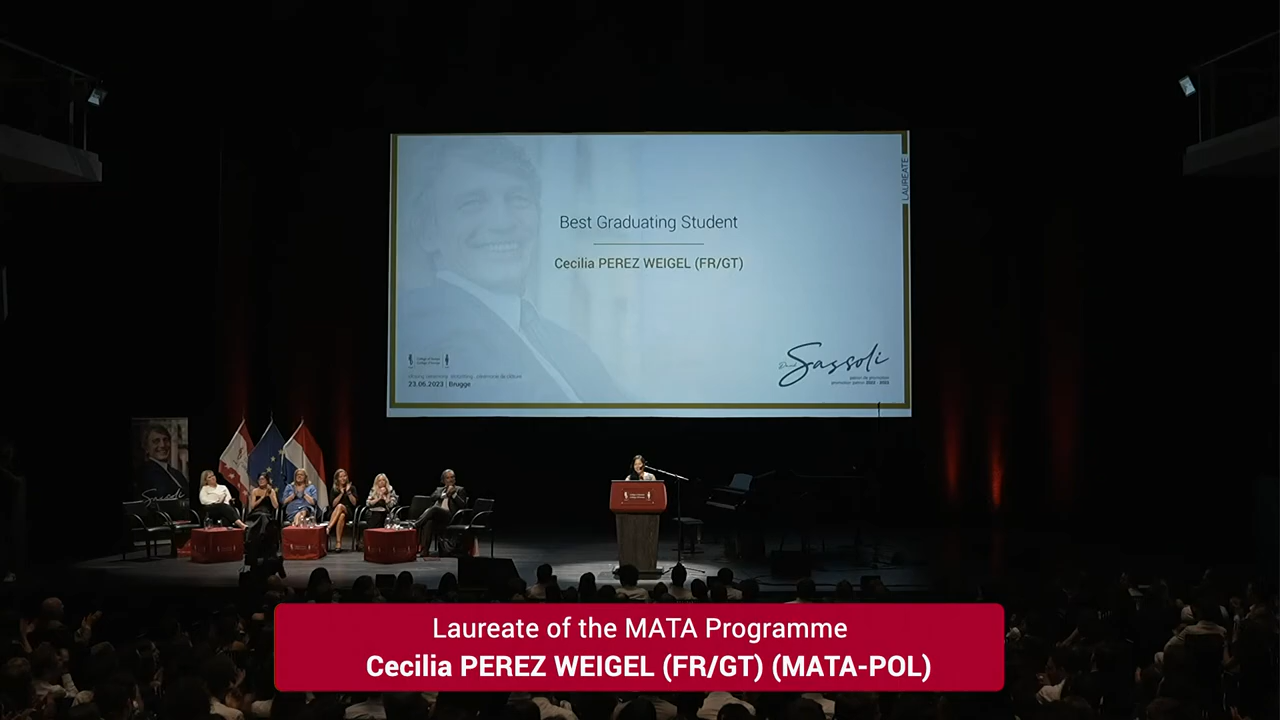 LAUREATE
Best Graduating Student
Cecilia PEREZ WEIGEL (FR/GT)
Sassoli
23.06.2023 | Brugge
Sassoli
Laureate of the MATA Programme
Cecilia PEREZ WEIGEL (FR/GT) (MATA-POL)